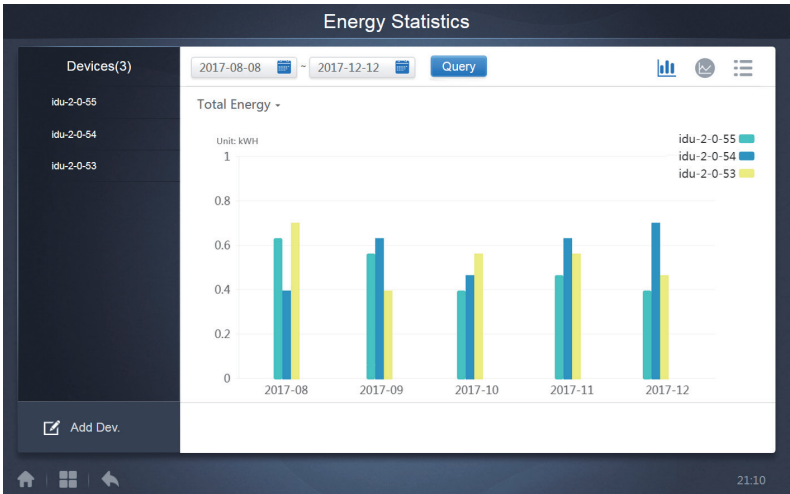 Energy Statistics
Devices(3)
idu-2-0-55
idu-2-0-54
idu-2-0-53
Add Dev.
2017-08-08 ~ 2017-12-12 Query
Total Energy
Unit: kWH
idu-2-0-55
idu-2-0-54
idu-2-0-53
1
0.8
0.6
0.4
0.2
0
2017-08 2017-09 2017-10 2017-11 2017-12
21:10